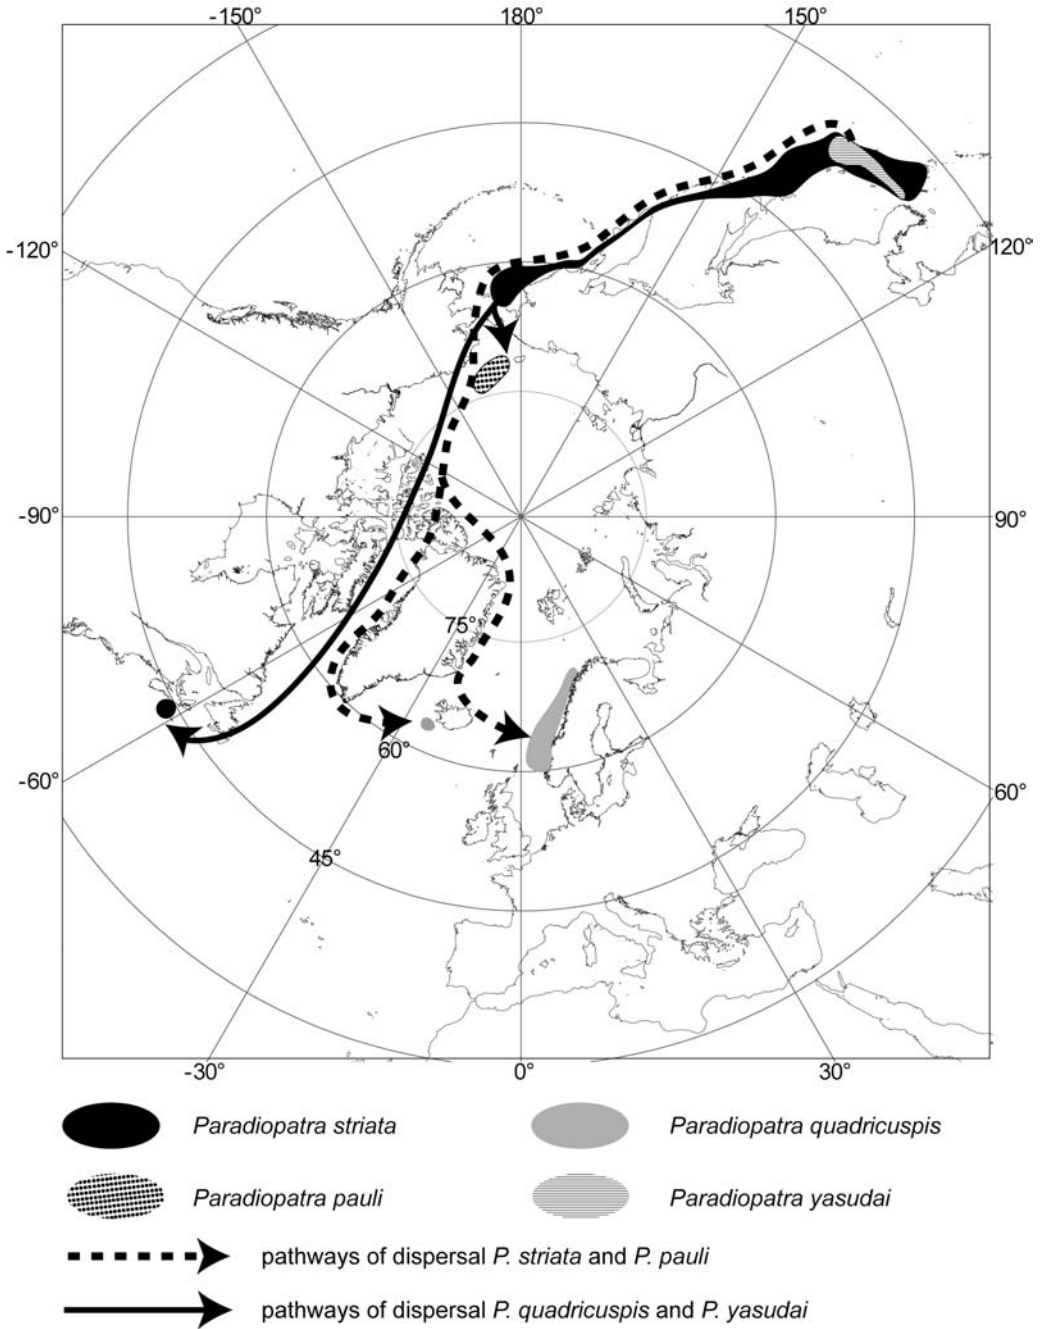 -150° 180° 150°
-120° 120°
-90° 90°
75°
60°
-60° 60°
45°
-30° 0° 30°
Paradiopatra striata Paradiopatra quadricuspis
Paradiopatra pauli Paradiopatra yasudai
pathways of dispersal P. striata and P. pauli
pathways of dispersal P. quadricuspis and P. yasudai